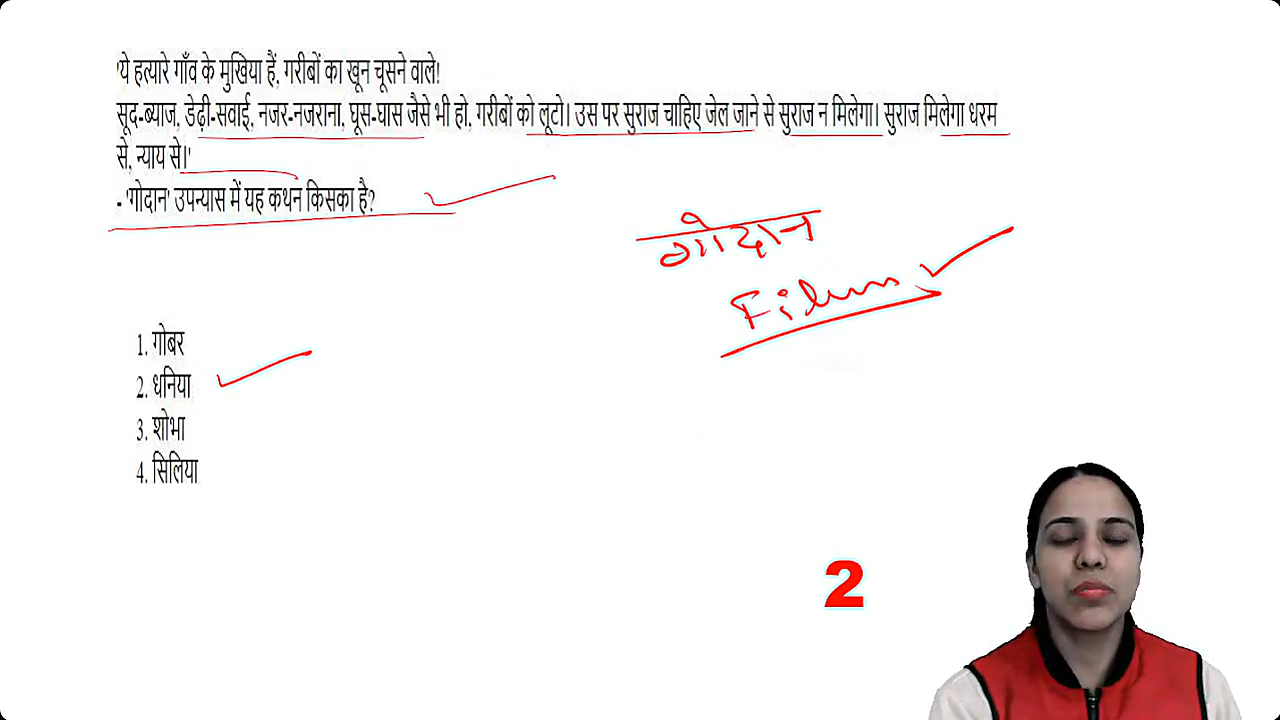 'ये हत्यारे गाँव के मुखिया हैं, गरीबों का खून चूसने वाले!
सूद-ब्याज, डेढ़ी-सवाई, नजर-नजराना, घूस-घास जैसे भी हो, गरीबों को लूटो। उस पर सुराज चाहिए जेल जाने से सुराज न मिलेगा। सुराज मिलेगा धरम
से, न्याय से।'
- 'गोदान' उपन्यास में यह कथन किसका है?
गोदान
Film
1. गोबर
2. धनिया
3. शोभा
4. सिलिया
2